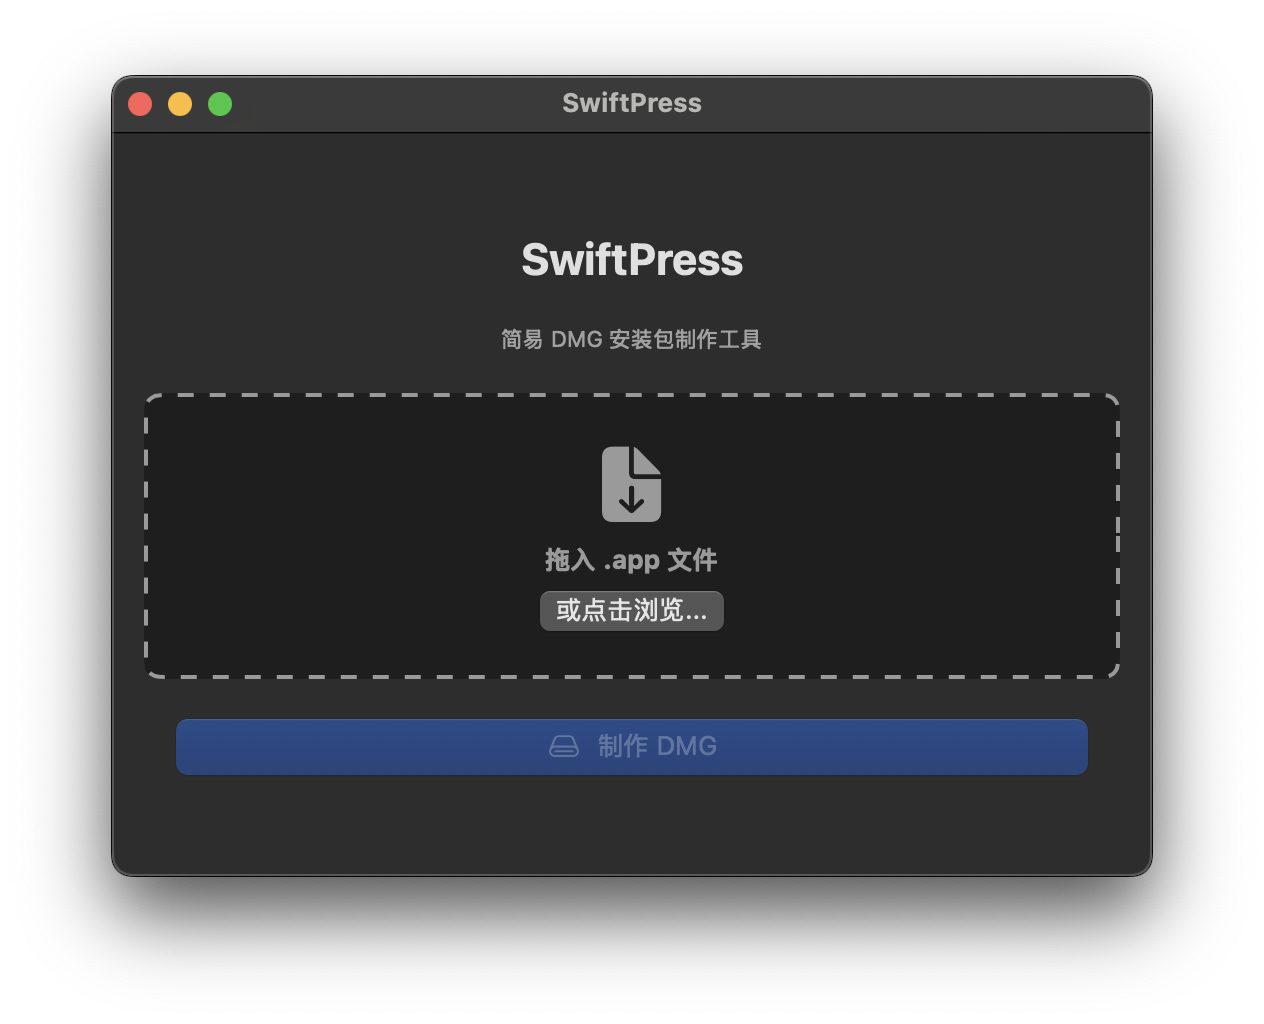 SwiftPress
SwiftPress
简易 DMG 安装包制作工具
拖入 .app 文件
或点击浏览...
制作 DMG